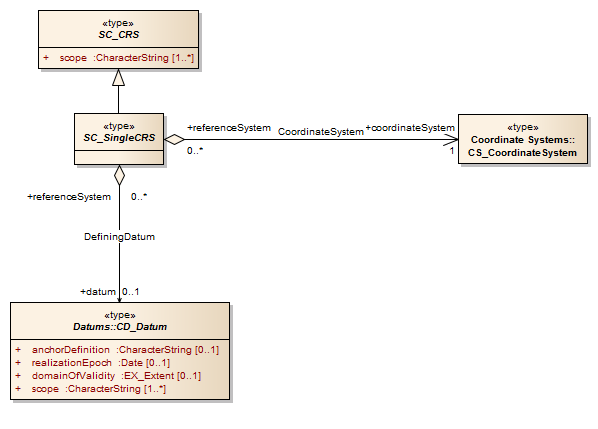 «type»
SC_CRS
+ scope :CharacterString [1..*]
«type»
SC_SingleCRS
+referenceSystem
CoordinateSystem
+coordinateSystem
0..*
1
«type»
Coordinate Systems::
CS_CoordinateSystem
+referenceSystem
0..*
DefiningDatum
+datum
0..1
«type»
Datums::CD_Datum
+ anchorDefinition :CharacterString [0..1]
+ realizationEpoch :Date [0..1]
+ domainOfValidity :EX_Extent [0..1]
+ scope :CharacterString [1..*]